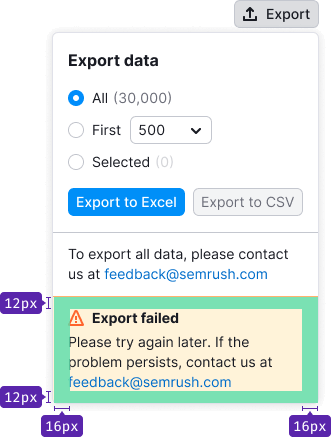 Export
Export data
All (30,000)
First 500
Selected (0)
Export to Excel Export to CSV
To export all data, please contact
us at feedback@semrush.com
12px
Export failed
Please try again later. If the
problem persists, contact us at
feedback@semrush.com
12px
16px 16px